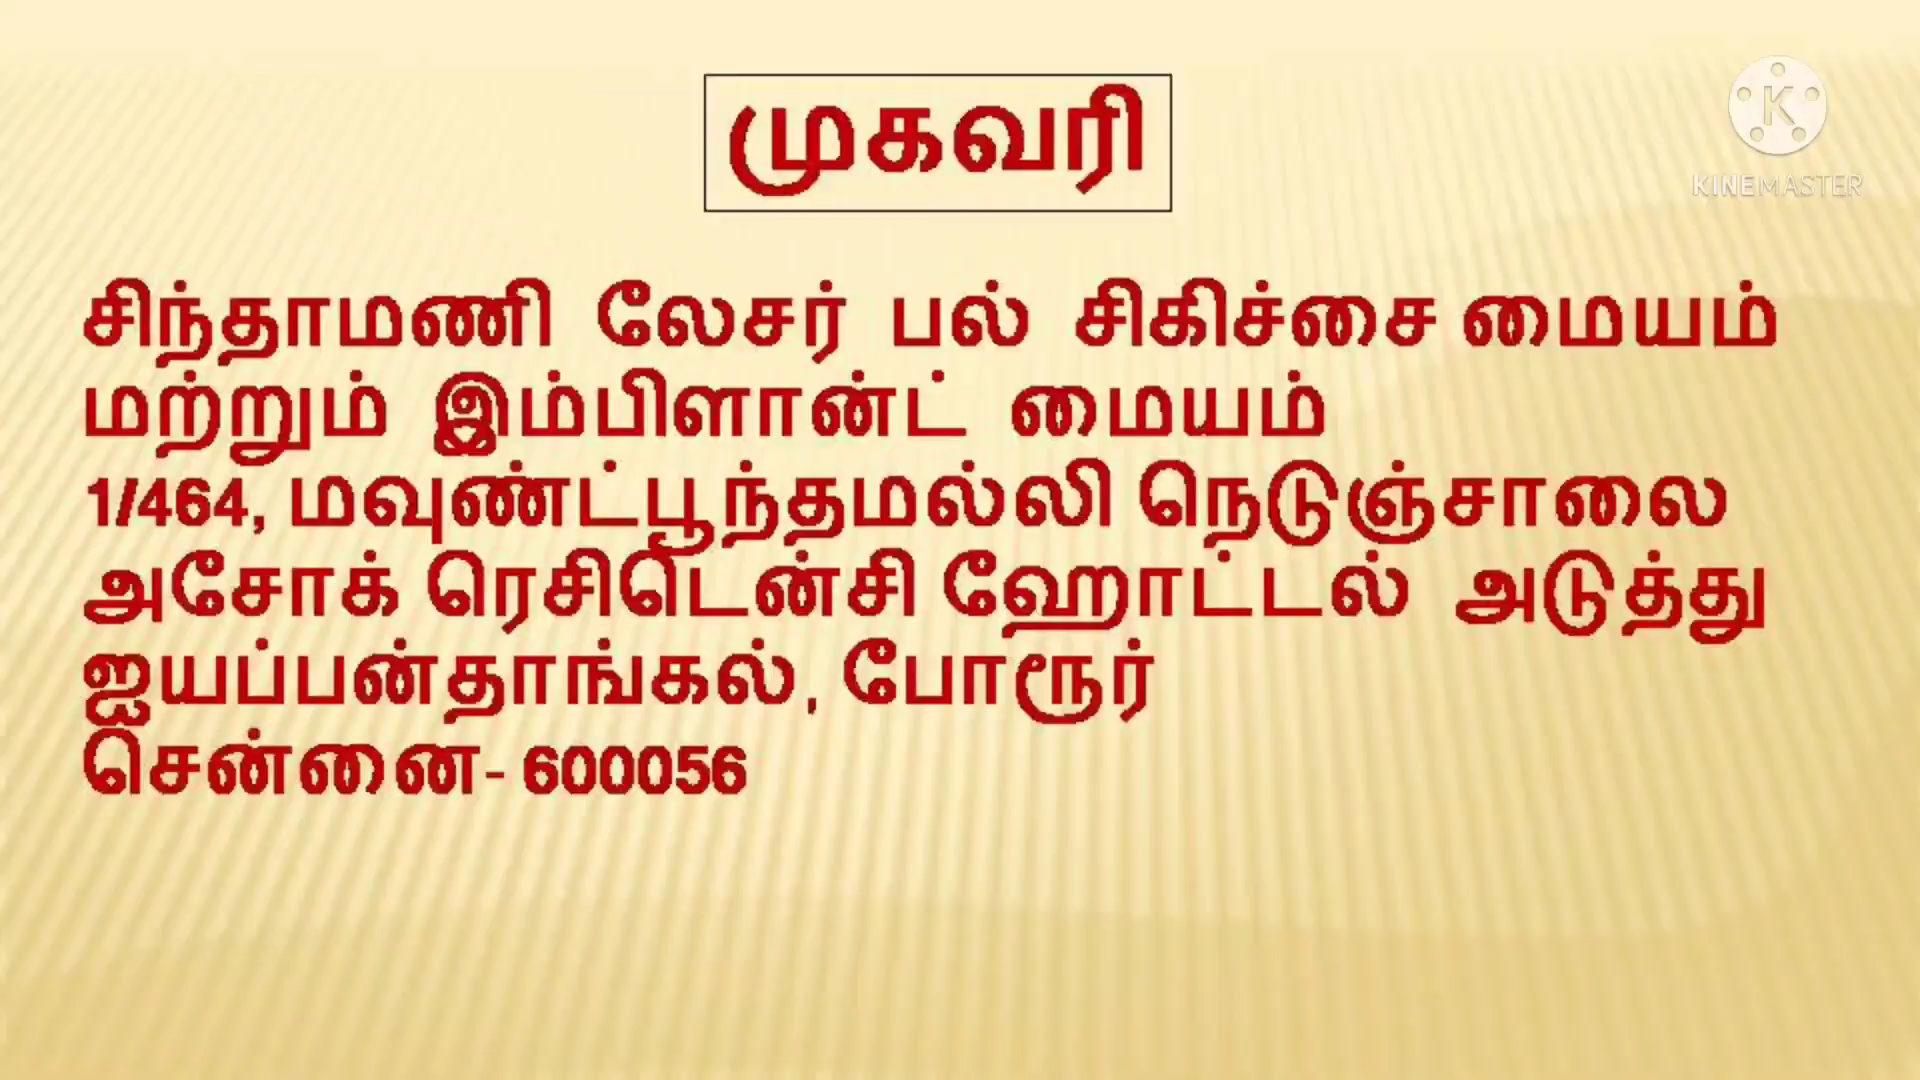 முகவரி
KINEMASTER
சிந்தாமணி லேசர் பல் சிகிச்சை மையம்
மற்றும் இம்பிளான்ட் மையம்
1/464, மவுண்ட்பூந்தமல்லி நெடுஞ்சாலை
அசோக் ரெசிடென்சி ஹோட்டல் அடுத்து
ஐயப்பன்தாங்கல், போரூர்
சென்னை- 600056